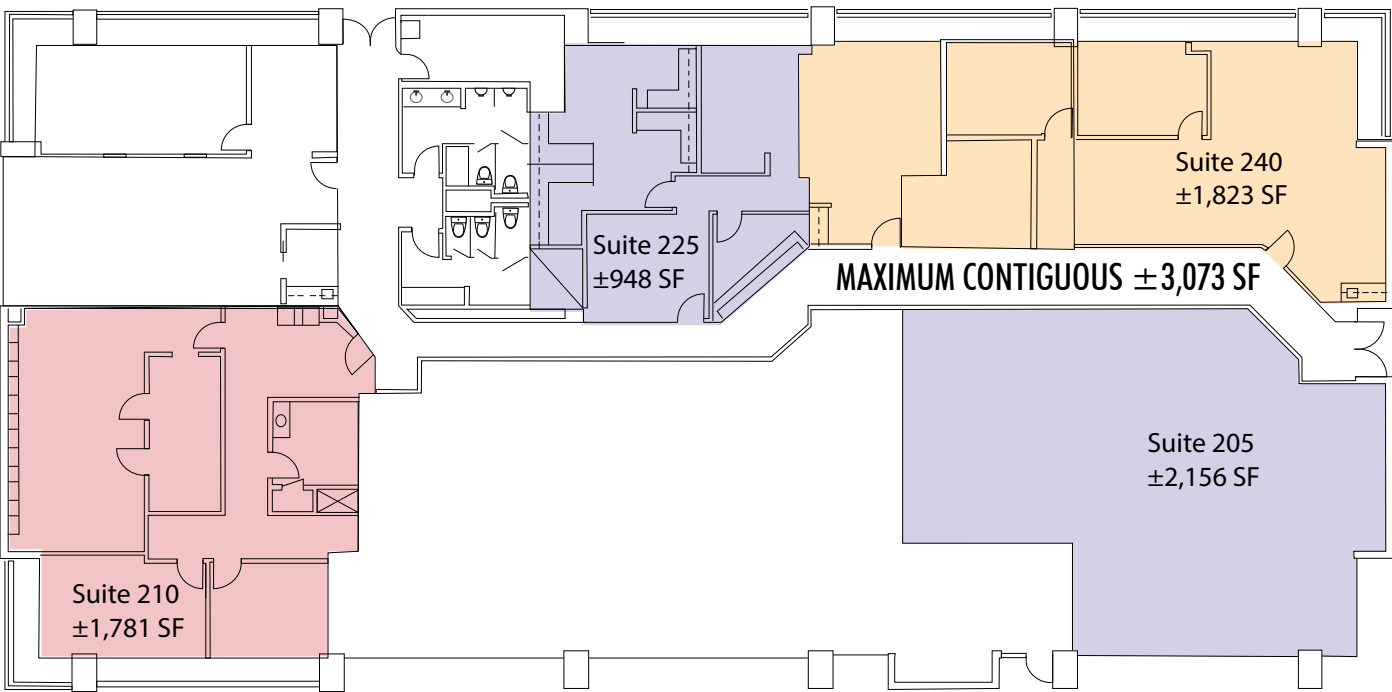 Suite 240
±1,823 SF
Suite 225
±948 SF
MAXIMUM CONTIGUOUS ±3,073 SF
Suite 205
±2,156 SF
Suite 210
±1,781 SF